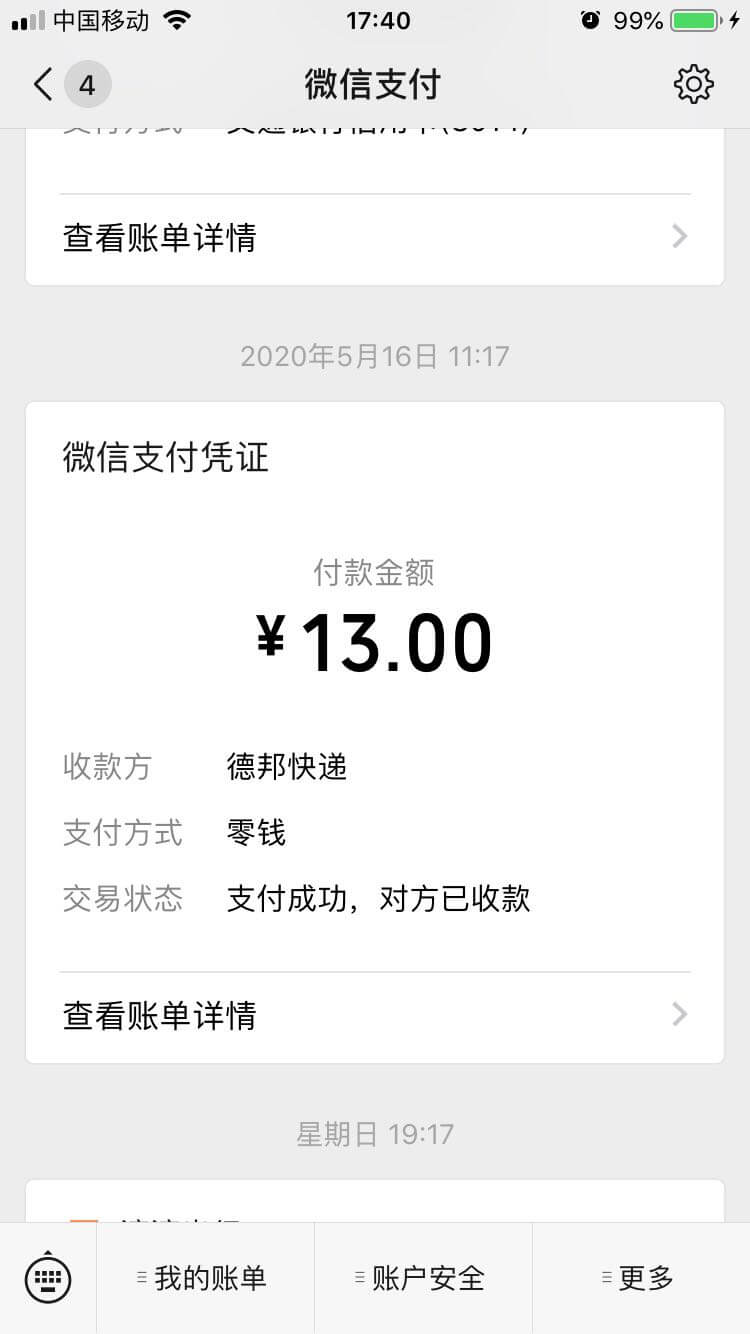 中国移动 17:40 99%
4 微信支付
查看账单详情
2020年5月16日 11:17
微信支付凭证
付款金额
¥13.00
收款方 德邦快递
支付方式 零钱
交易状态 支付成功，对方已收款
查看账单详情
星期日 19:17
我的账单 账户安全 更多